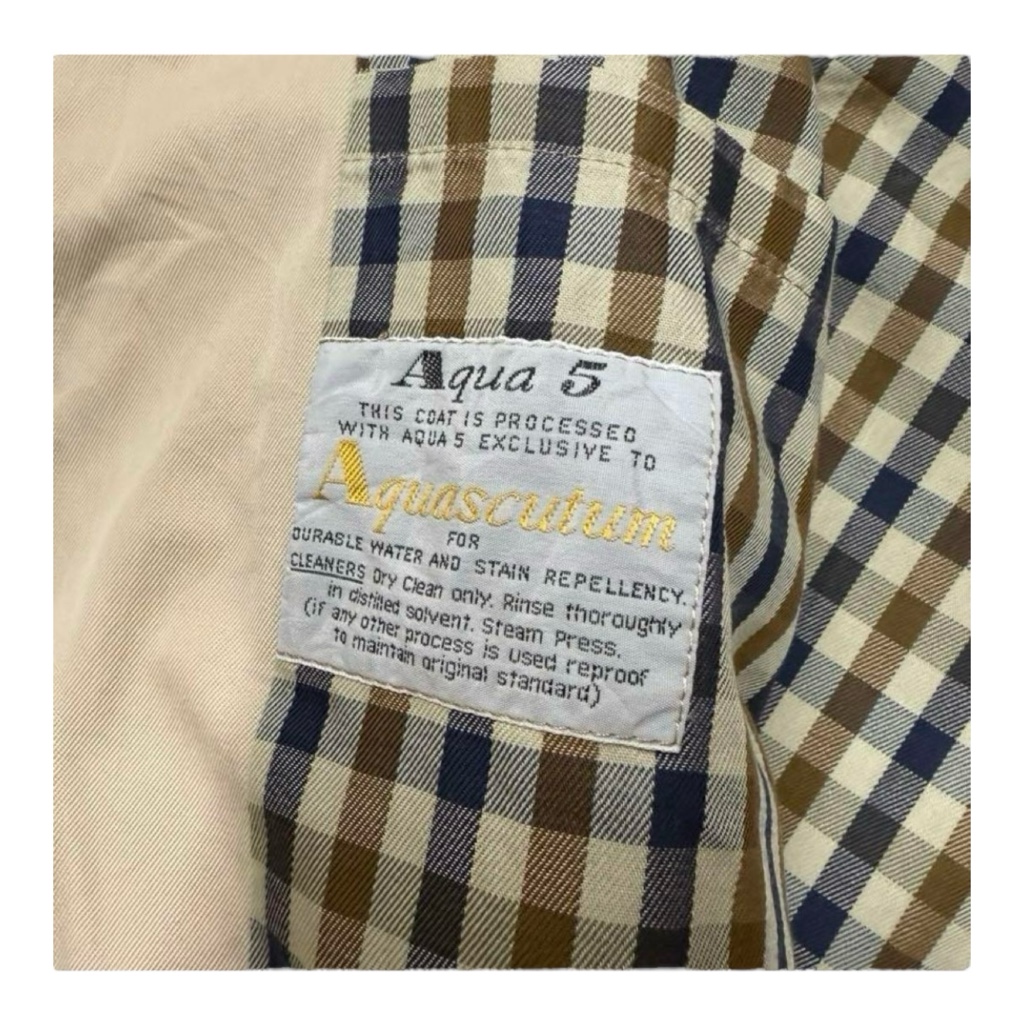 Aqua 5
THIS COAT IS PROCESSED
WITH AQUA 5 EXCLUSIVE TO
Aquascutum
FOR
DURABLE WATER AND STAIN REPELLENCY.
CLEANERS Dry Clean only. Rinse thoroughly
in distilled solvent. Steam Press.
(if any other process is used reproof
to maintain original standard)